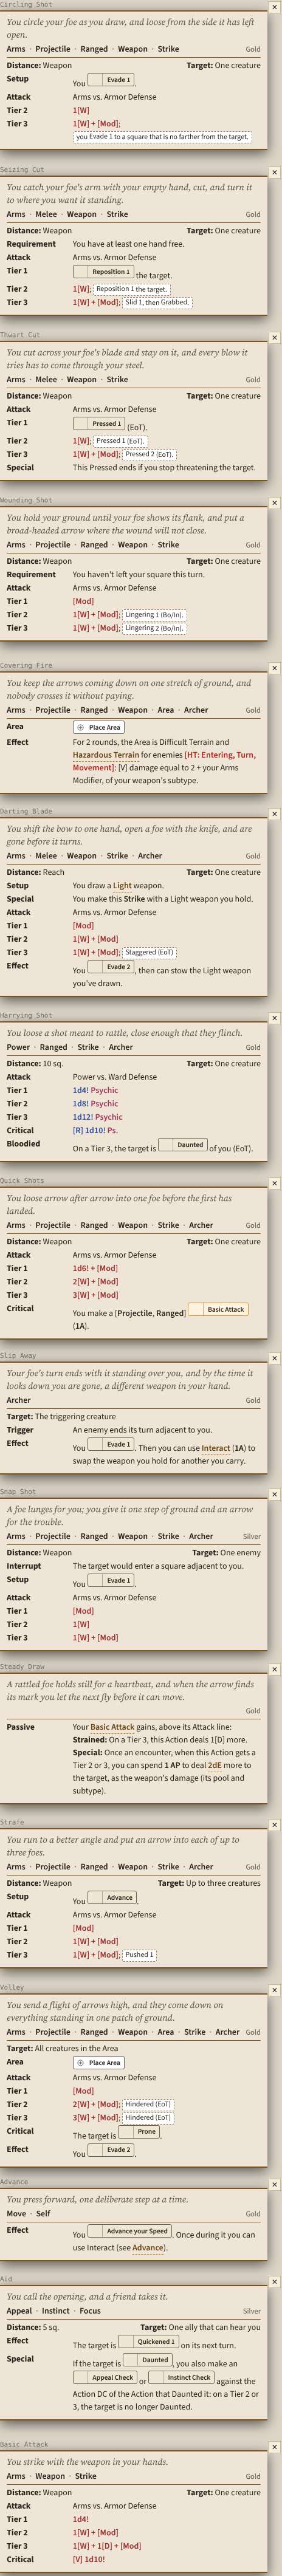 Circling Shot
×
You circle your foe as you draw, and loose from the side it has left
open.
Arms · Projectile · Ranged · Weapon · Strike Gold
Distance: Weapon Target: One creature
Setup You Evade 1.
Attack Arms vs. Armor Defense
Tier 2 1[W]
Tier 3 1[W] + [Mod];
you Evade 1 to a square that is no farther from the target.
Seizing Cut
×
You catch your foe's arm with your empty hand, cut, and turn it
to where you want it standing.
Arms · Melee · Weapon · Strike Gold
Distance: Weapon Target: One creature
Requirement You have at least one hand free.
Attack Arms vs. Armor Defense
Tier 1 Reposition 1 the target.
Tier 2 1[W]; Reposition 1 the target.
Tier 3 1[W] + [Mod]; Slid 1, then Grabbed.
Thwart Cut
×
You cut across your foe's blade and stay on it, and every blow it
tries has to come through your steel.
Arms · Melee · Weapon · Strike Gold
Distance: Weapon Target: One creature
Attack Arms vs. Armor Defense
Tier 1 Pressed 1 (EoT).
Tier 2 1[W]; Pressed 1 (EoT).
Tier 3 1[W] + [Mod]; Pressed 2 (EoT).
Special This Pressed ends if you stop threatening the target.
Wounding Shot
×
You hold your ground until your foe shows its flank, and put a
broad-headed arrow where the wound will not close.
Arms · Projectile · Ranged · Weapon · Strike Gold
Distance: Weapon Target: One creature
Requirement You haven't left your square this turn.
Attack Arms vs. Armor Defense
Tier 1 [Mod]
Tier 2 1[W] + [Mod]; Lingering 1 (Bo/In).
Tier 3 1[W] + [Mod]; Lingering 2 (Bo/In).
Covering Fire
×
You keep the arrows coming down on one stretch of ground, and
nobody crosses it without paying.
Arms · Projectile · Ranged · Weapon · Area · Archer Gold
Area Place Area
Effect For 2 rounds, the Area is Difficult Terrain and
Hazardous Terrain for enemies [HT: Entering, Turn,
Movement]: [V] damage equal to 2 + your Arms
Modifier, of your weapon's subtype.
Darting Blade
×
You shift the bow to one hand, open a foe with the knife, and are
gone before it turns.
Arms · Melee · Weapon · Strike · Archer Gold
Distance: Reach Target: One creature
Setup You draw a Light weapon.
Special You make this Strike with a Light weapon you hold.
Attack Arms vs. Armor Defense
Tier 1 [Mod]
Tier 2 1[W] + [Mod]
Tier 3 1[W] + [Mod]; Staggered (EoT)
Effect You Evade 2, then can stow the Light weapon
you've drawn.
Harrying Shot
×
You loose a shot meant to rattle, close enough that they flinch.
Power · Ranged · Strike · Archer Gold
Distance: 10 sq. Target: One creature
Attack Power vs. Ward Defense
Tier 1 1d4! Psychic
Tier 2 1d8! Psychic
Tier 3 1d12! Psychic
Critical [R] 1d10! Ps.
Bloodied On a Tier 3, the target is Daunted of you (EoT).
Quick Shots
×
You loose arrow after arrow into one foe before the first has
landed.
Arms · Projectile · Ranged · Weapon · Strike · Archer Gold
Distance: Weapon Target: One creature
Attack Arms vs. Armor Defense
Tier 1 1d6! + [Mod]
Tier 2 2[W] + [Mod]
Tier 3 3[W] + [Mod]
Critical You make a [Projectile, Ranged] Basic Attack
(1A).
Slip Away
×
Your foe's turn ends with it standing over you, and by the time it
looks down you are gone, a different weapon in your hand.
Archer Gold
Target: The triggering creature
Trigger An enemy ends its turn adjacent to you.
Effect You Evade 1. Then you can use Interact (1A) to
swap the weapon you hold for another you carry.
Snap Shot
×
A foe lunges for you; you give it one step of ground and an arrow
for the trouble.
Arms · Projectile · Ranged · Weapon · Strike · Archer Silver
Distance: Weapon Target: One enemy
Interrupt The target would enter a square adjacent to you.
Setup You Evade 1.
Attack Arms vs. Armor Defense
Tier 1 [Mod]
Tier 2 1[W]
Tier 3 1[W] + [Mod]
Steady Draw
×
A rattled foe holds still for a heartbeat, and when the arrow finds
its mark you let the next fly before it can move.
Gold
Passive Your Basic Attack gains, above its Attack line:
Strained: On a Tier 3, this Action deals 1[D] more.
Special: Once an encounter, when this Action gets a
Tier 2 or 3, you can spend 1 AP to deal 2dE more to
the target, as the weapon's damage (its pool and
subtype).
Strafe
×
You run to a better angle and put an arrow into each of up to
three foes.
Arms · Projectile · Ranged · Weapon · Strike · Archer Gold
Distance: Weapon Target: Up to three creatures
Setup You Advance.
Attack Arms vs. Armor Defense
Tier 1 [Mod]
Tier 2 1[W] + [Mod]
Tier 3 1[W] + [Mod]; Pushed 1
Volley
×
You send a flight of arrows high, and they come down on
everything standing in one patch of ground.
Arms · Projectile · Ranged · Weapon · Area · Strike · Archer Gold
Target: All creatures in the Area
Area Place Area
Attack Arms vs. Armor Defense
Tier 1 [Mod]
Tier 2 2[W] + [Mod]; Hindered (EoT)
Tier 3 3[W] + [Mod]; Hindered (EoT)
Critical The target is Prone.
Effect You Evade 2.
Advance
×
You press forward, one deliberate step at a time.
Move · Self Gold
Effect You Advance your Speed. Once during it you can
use Interact (see Advance).
Aid
×
You call the opening, and a friend takes it.
Appeal · Instinct · Focus Silver
Distance: 5 sq. Target: One ally that can hear you
Effect The target is Quickened 1 on its next turn.
Special If the target is Daunted, you also make an
Appeal Check or Instinct Check against the
Action DC of the Action that Daunted it: on a Tier 2 or
3, the target is no longer Daunted.
Basic Attack
×
You strike with the weapon in your hands.
Arms · Weapon · Strike Gold
Distance: Weapon Target: One creature
Attack Arms vs. Armor Defense
Tier 1 1d4!
Tier 2 1[W] + [Mod]
Tier 3 1[W] + 1[D] + [Mod]
Critical [V] 1d10!